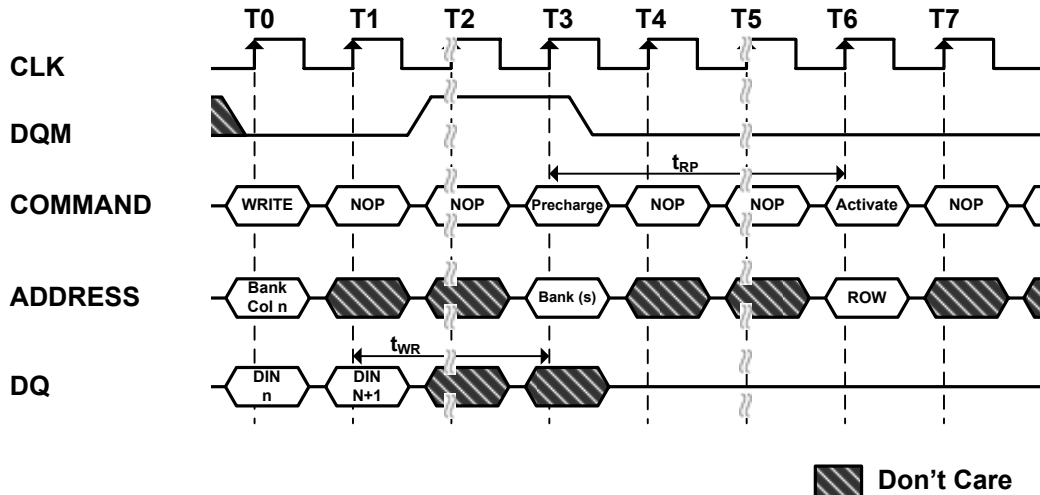 T0 T1 T2 T3 T4 T5 T6 T7
CLK
DQM
tRP
COMMAND WRITE NOP NOP Precharge NOP NOP Activate NOP
ADDRESS Bank Col n Bank (s) ROW
tWR
DQ DIN n DIN N+1
Don't Care